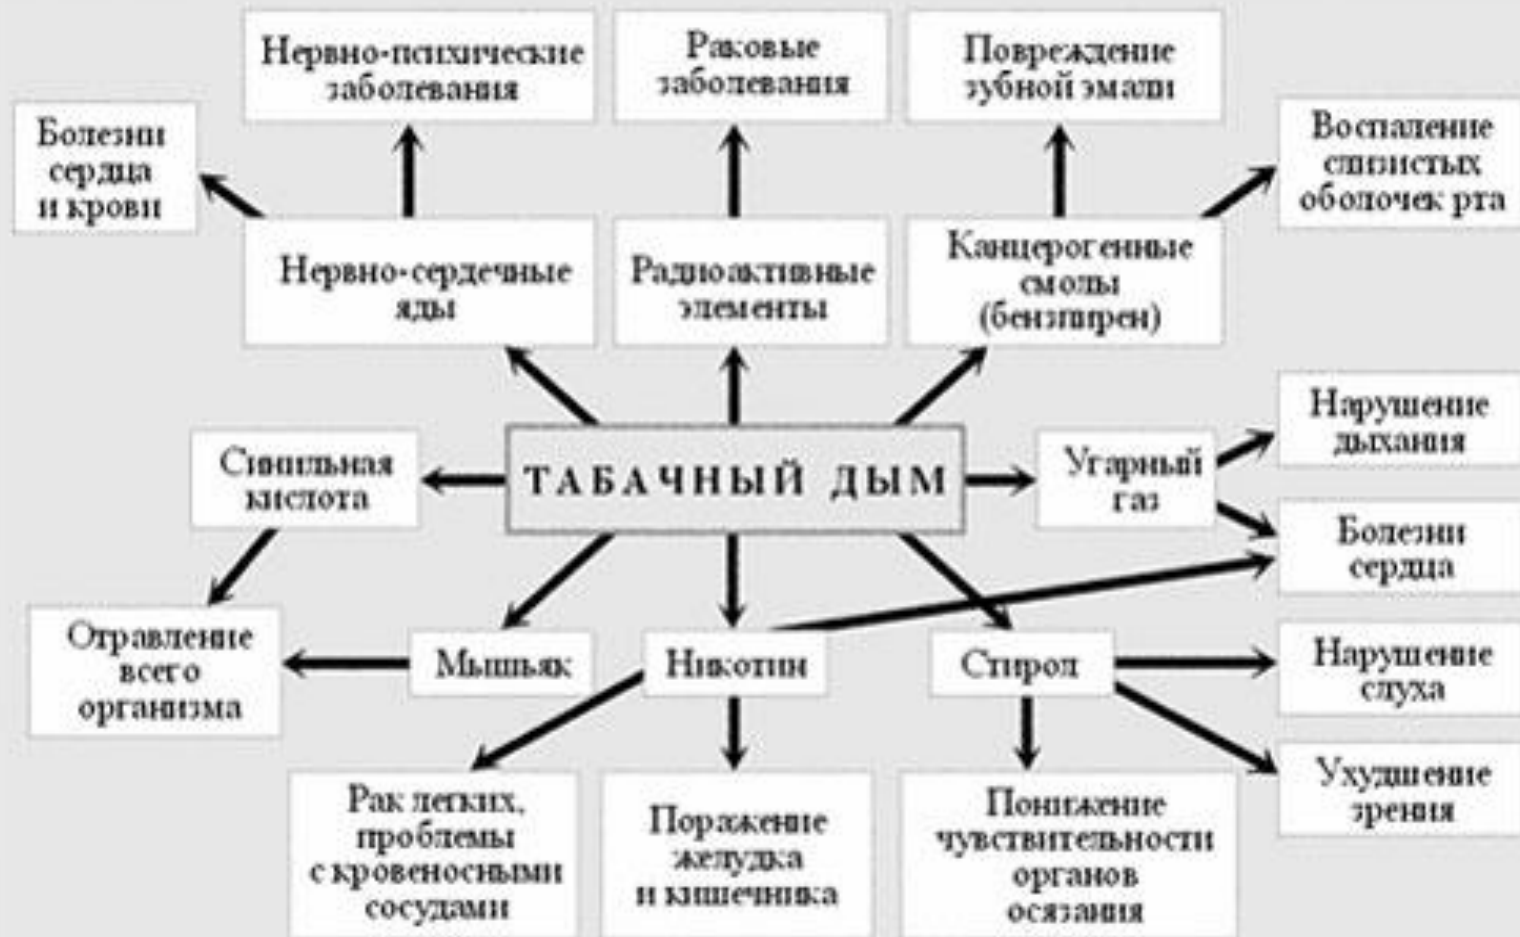 Нервно-психические
заболевания
Раковые
заболевания
Повреждение
зубной эмали
Болезни
сердца
и крови
Воспаление
слизистых
оболочек рта
Нервно-сердечные
яды
Радиоактивные
элементы
Канцерогенные
смолы
(бензпирен)
Синильная
кислота
ТАБАЧНЫЙ ДЫМ
Угарный
газ
Нарушение
дыхания
Болезни
сердца
Отравление
всего
организма
Мышьяк
Никотин
Стирол
Нарушение
слуха
Рак легких,
проблемы
с кровеносными
сосудами
Поражение
желудка
и кишечника
Понижение
чувствительности
органов
осязания
Ухудшение
зрения